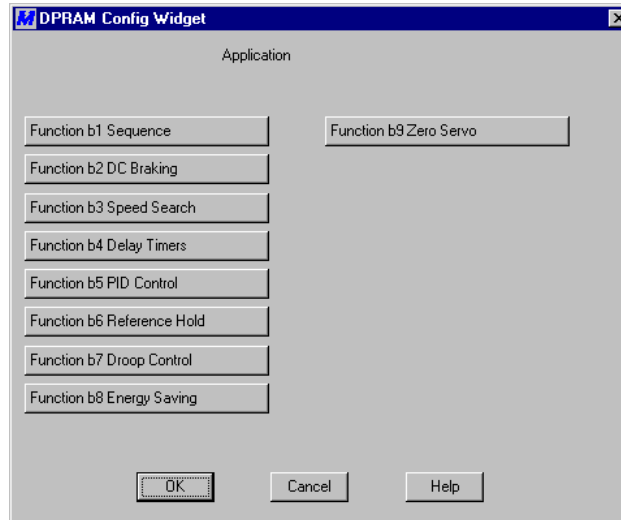 M DPRAM Config Widget
Application
Function b1 Sequence
Function b9 Zero Servo
Function b2 DC Braking
Function b3 Speed Search
Function b4 Delay Timers
Function b5 PID Control
Function b6 Reference Hold
Function b7 Droop Control
Function b8 Energy Saving
OK
Cancel
Help